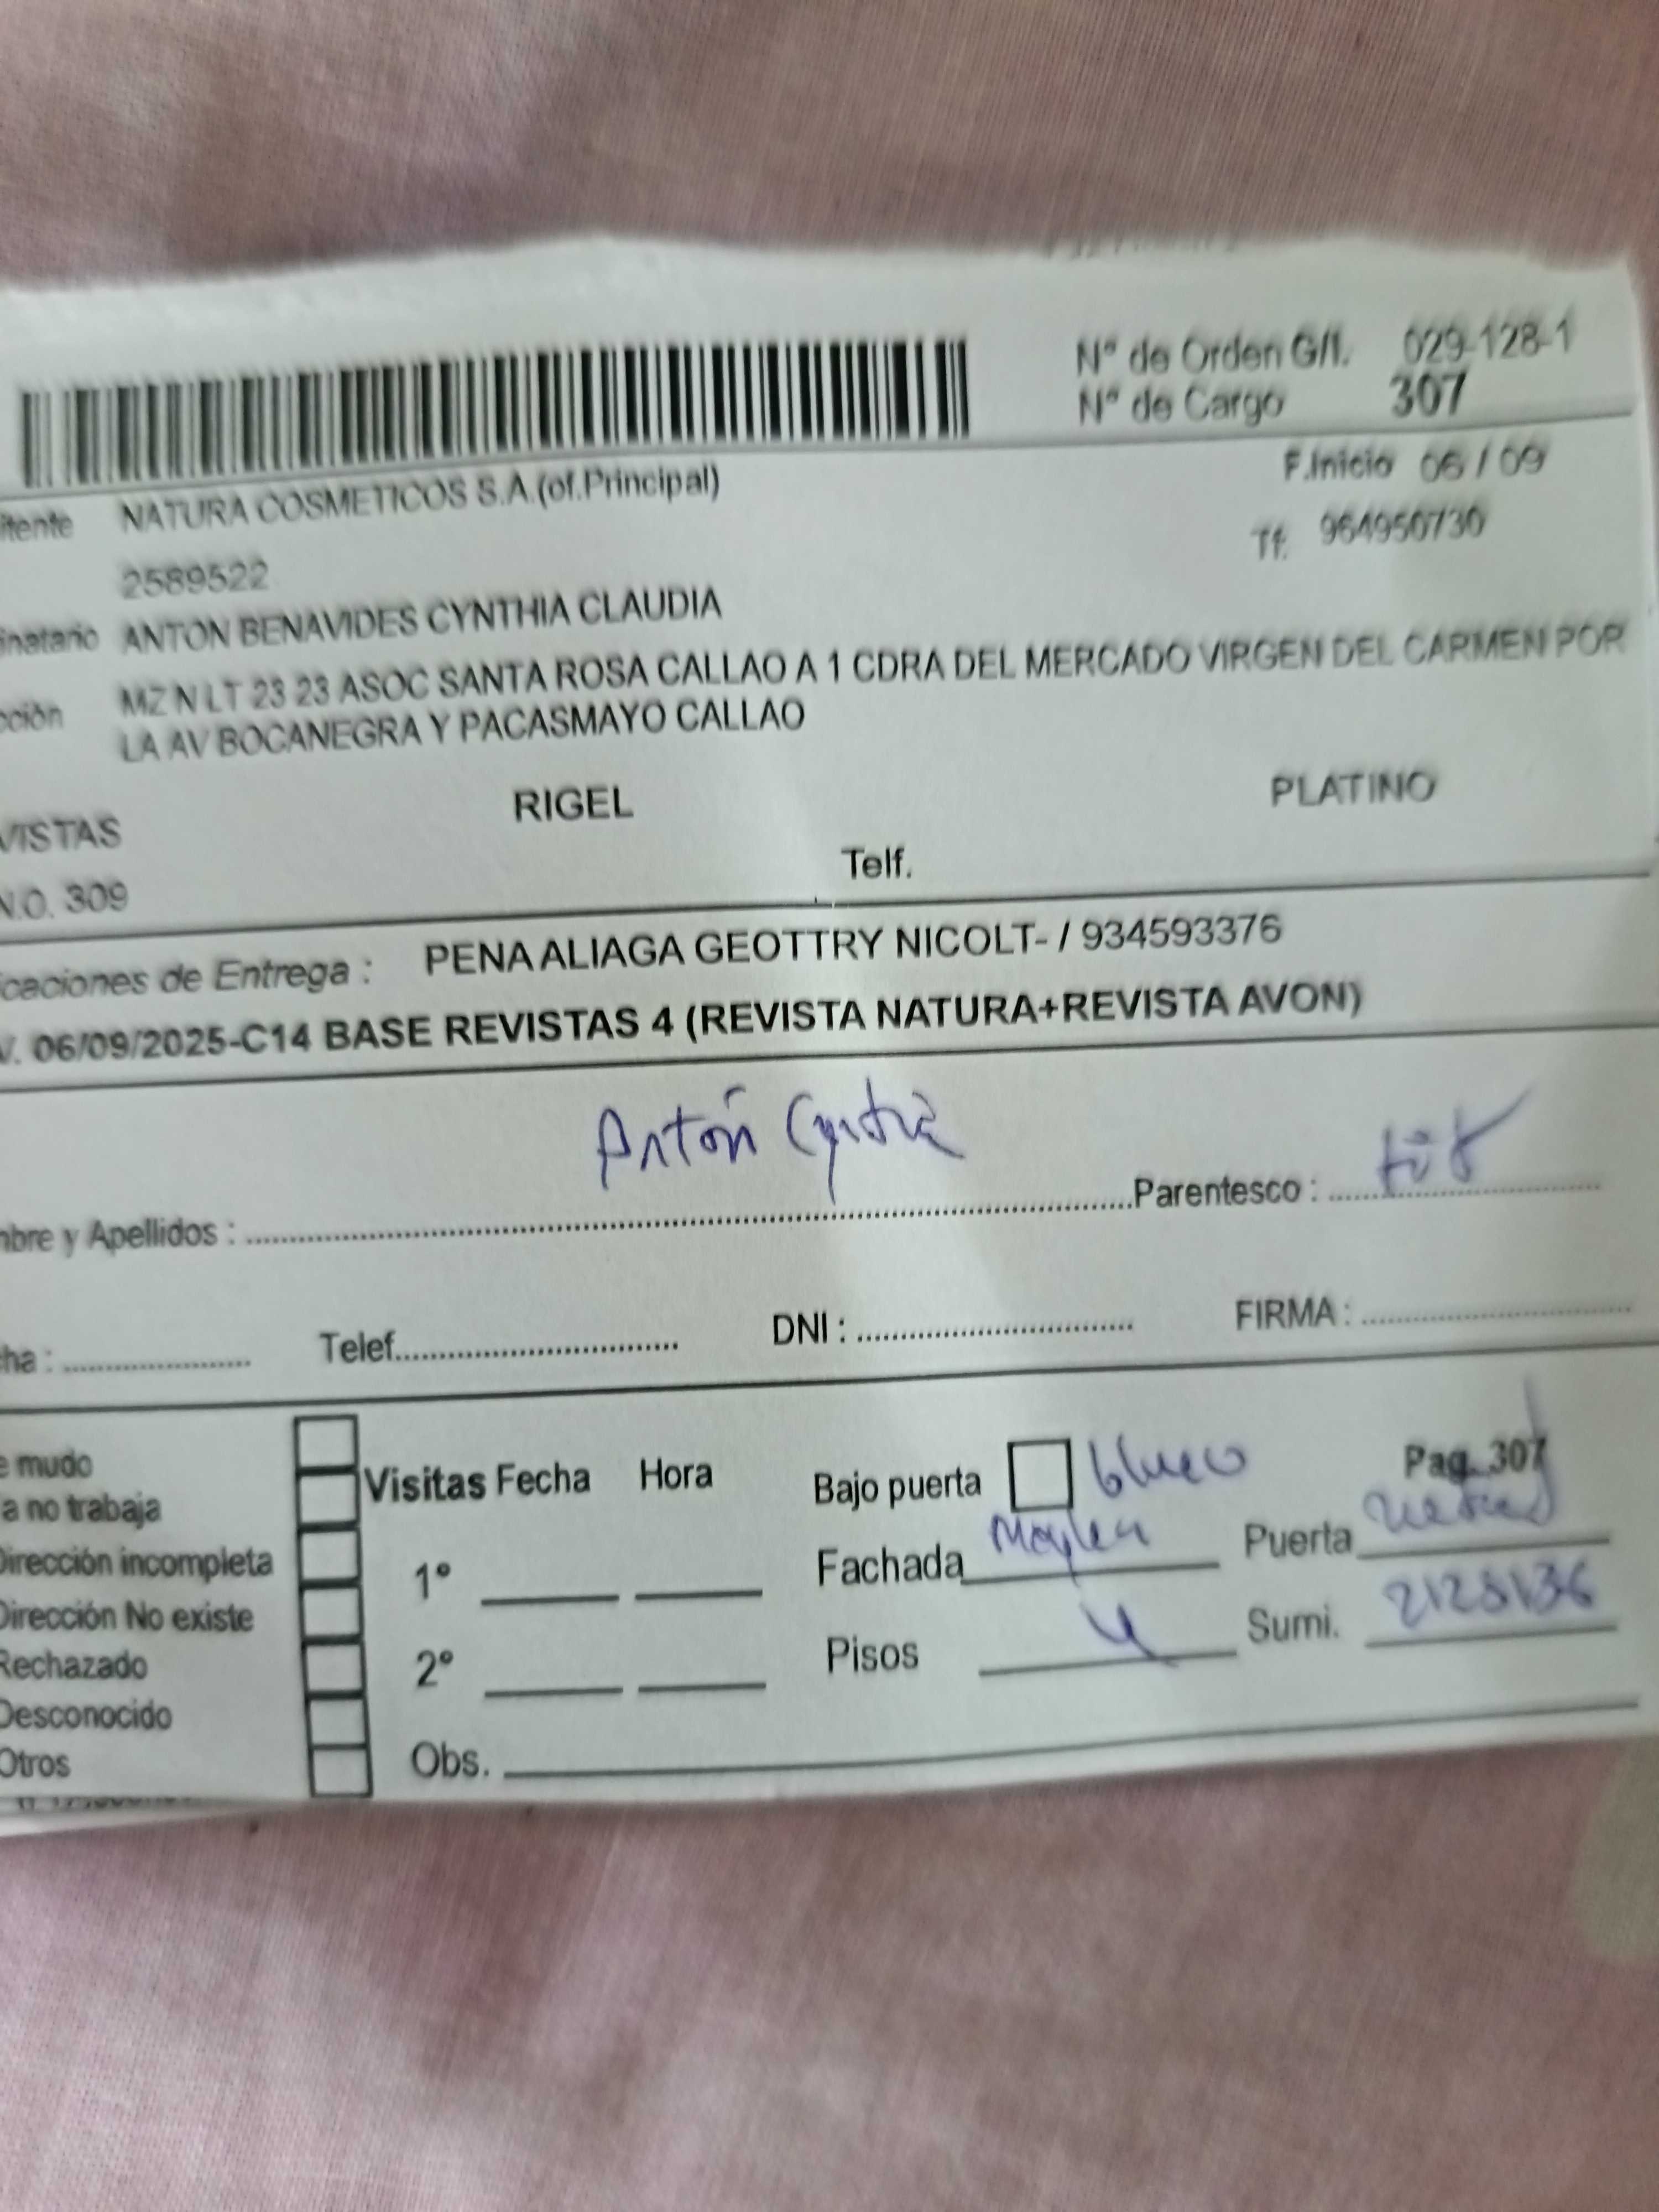 N° de Orden G/I. 029-128-1
N° de Cargo 307
F.Inicio 06 / 09
itente NATURA COSMETICOS S.A.(of.Principal)
Tf: 964950730
2589522
inatario ANTON BENAVIDES CYNTHIA CLAUDIA
cción MZ N LT 23 23 ASOC SANTA ROSA CALLAO A 1 CDRA DEL MERCADO VIRGEN DEL CARMEN POR
LA AV BOCANEGRA Y PACASMAYO CALLAO
VISTAS RIGEL PLATINO
N.O. 309 Telf.
icaciones de Entrega : PENA ALIAGA GEOTTRY NICOLT- / 934593376
V. 06/09/2025-C14 BASE REVISTAS 4 (REVISTA NATURA+REVISTA AVON)
Antón Cyntia
mbre y Apellidos : Parentesco : tit
ha : Telef. DNI : FIRMA :
e mudo
a no trabaja
Dirección incompleta
Dirección No existe
Rechazado
Desconocido
Otros
Visitas Fecha Hora
1°
2°
Obs.
Bajo puerta Pag. 307
Fachada Puerta
Pisos 4 Sumi.